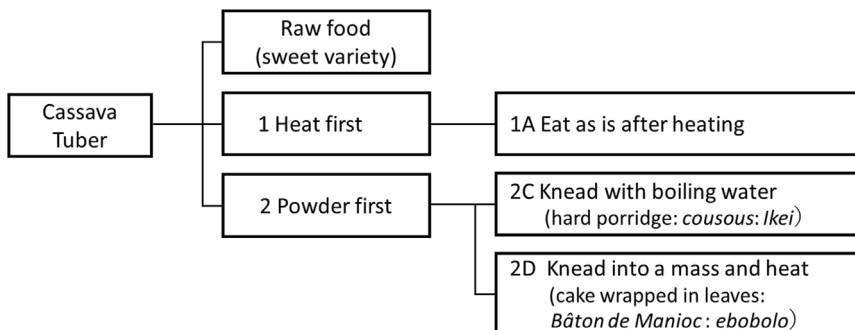 Raw food
(sweet variety)
Cassava
Tuber
1 Heat first
1A Eat as is after heating
2 Powder first
2C Knead with boiling water
(hard porridge: cousous: Ikei）
2D Knead into a mass and heat
(cake wrapped in leaves:
Bâton de Manioc : ebobolo）